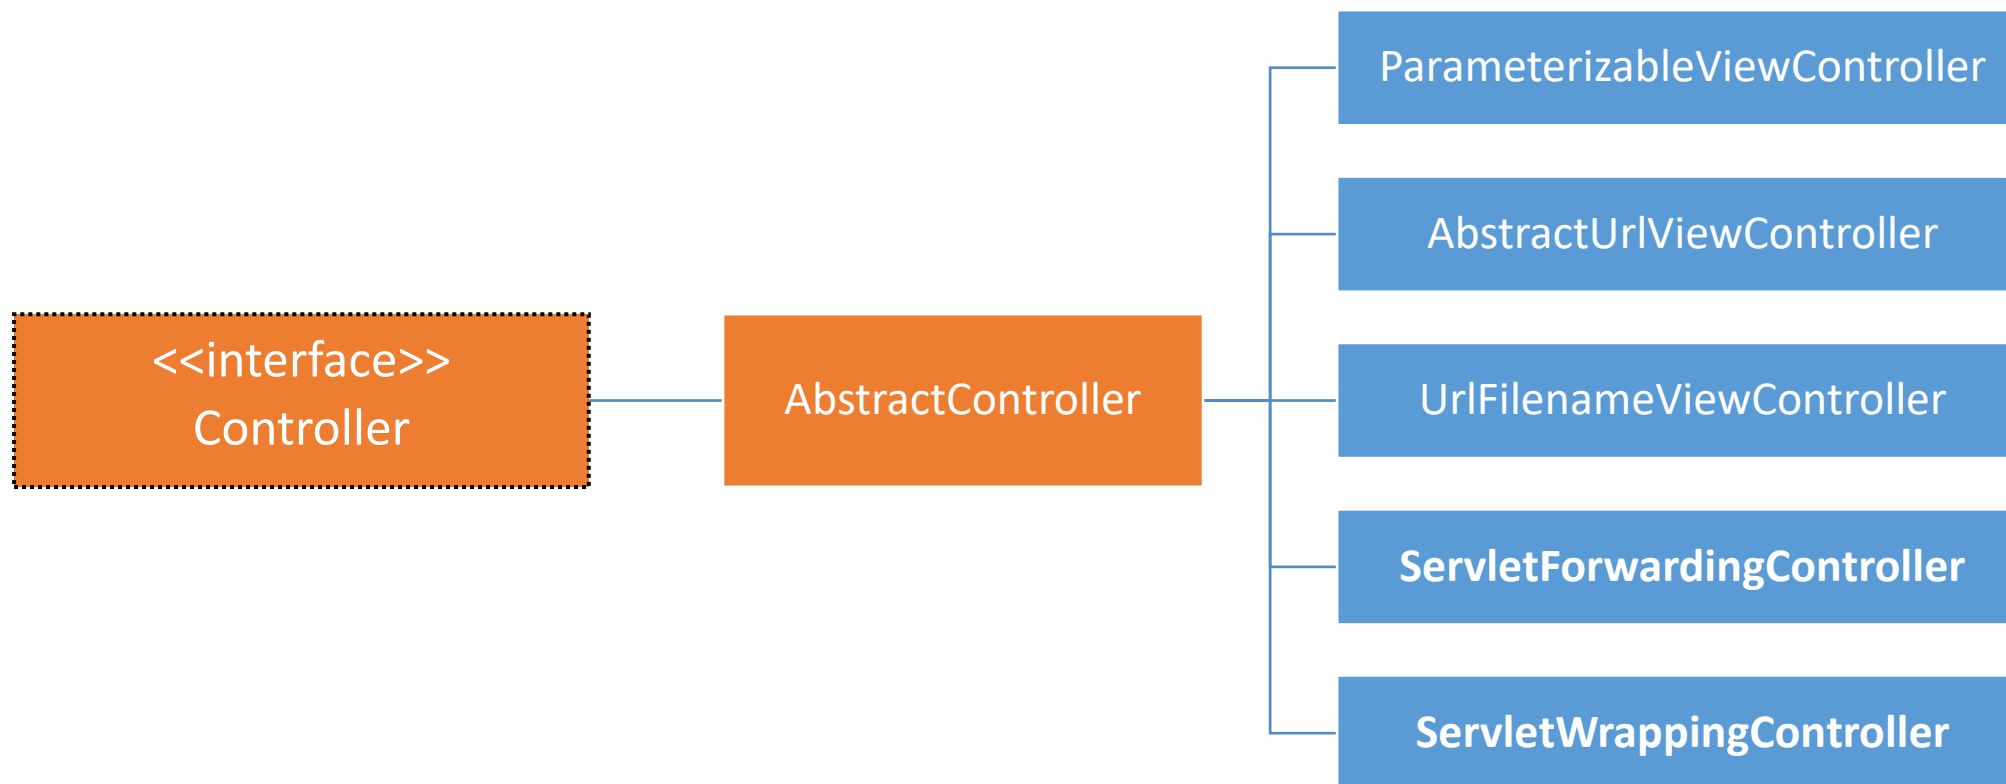 <<interface>>
Controller
AbstractController
ParameterizableViewController
AbstractUrlViewController
UrlFilenameViewController
ServletForwardingController
ServletWrappingController